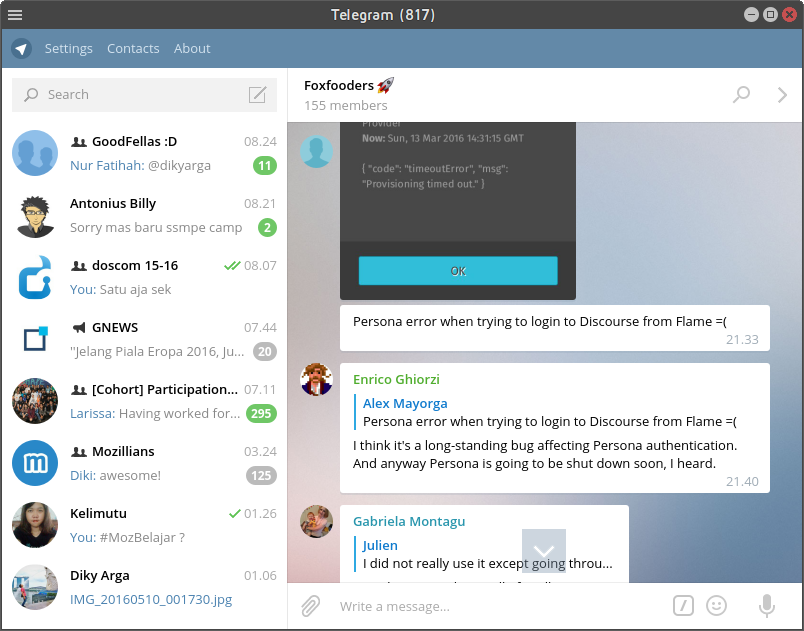 Telegram (817)
Settings Contacts About
Search
GoodFellas :D 08.24
Nur Fatihah: @dikyarga 11
Antonius Billy 08.21
Sorry mas baru ssmpe camp 2
doscom 15-16 08.07
You: Satu aja sek
GNEWS 07.44
"Jelang Piala Eropa 2016, Ju... 20
[Cohort] Participation... 07.11
Larissa: Having worked for... 295
m
Mozillians 03.24
Diki: awesome! 125
Kelimutu 01.26
You: #MozBelajar ?
Diky Arga 01.06
IMG_20160510_001730.jpg
Foxfooders 🚀
155 members
Provider
Now: Sun, 13 Mar 2016 14:31:15 GMT
{ "code": "timeoutError", "msg":
"Provisioning timed out." }
OK
Persona error when trying to login to Discourse from Flame =(
21.33
Enrico Ghiorzi
Alex Mayorga
Persona error when trying to login to Discourse from Flame =(
I think it's a long-standing bug affecting Persona authentication.
And anyway Persona is going to be shut down soon, I heard.
21.40
Gabriela Montagu
Julien
I did not really use it except going throu...
Write a message...